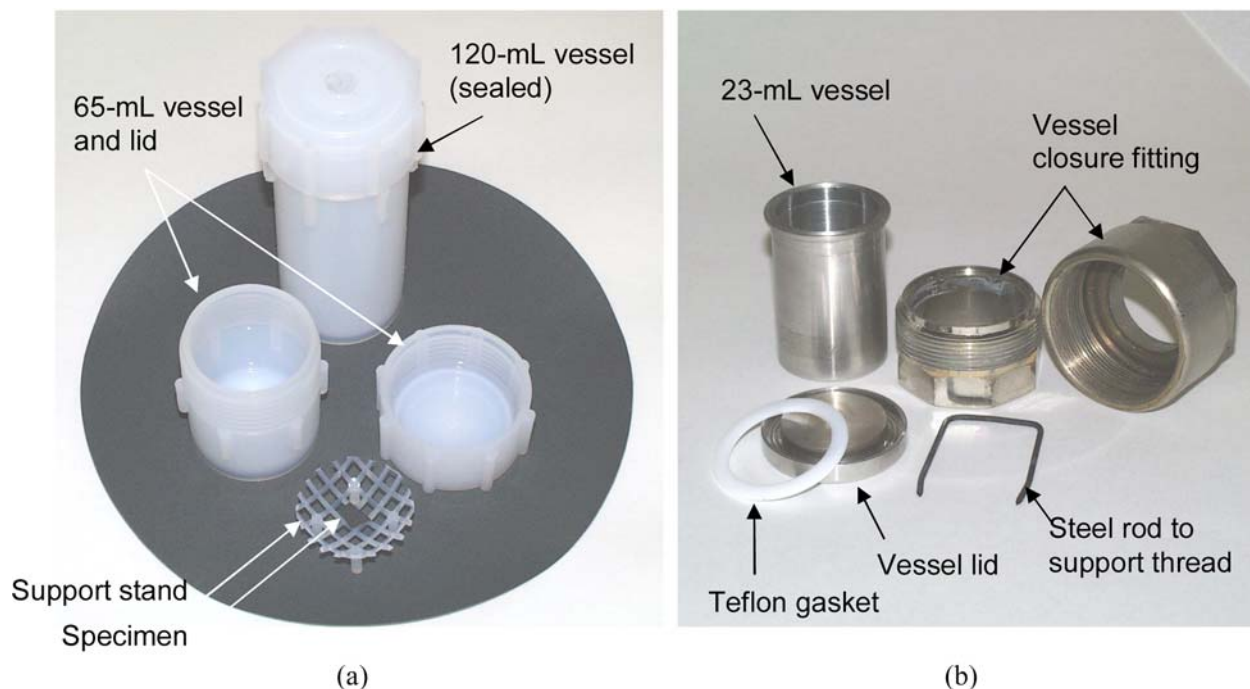 120-mL vessel
(sealed)
65-mL vessel
and lid
Support stand
Specimen
(a)
23-mL vessel
Vessel
closure fitting
Steel rod to
support thread
Vessel lid
Teflon gasket
(b)